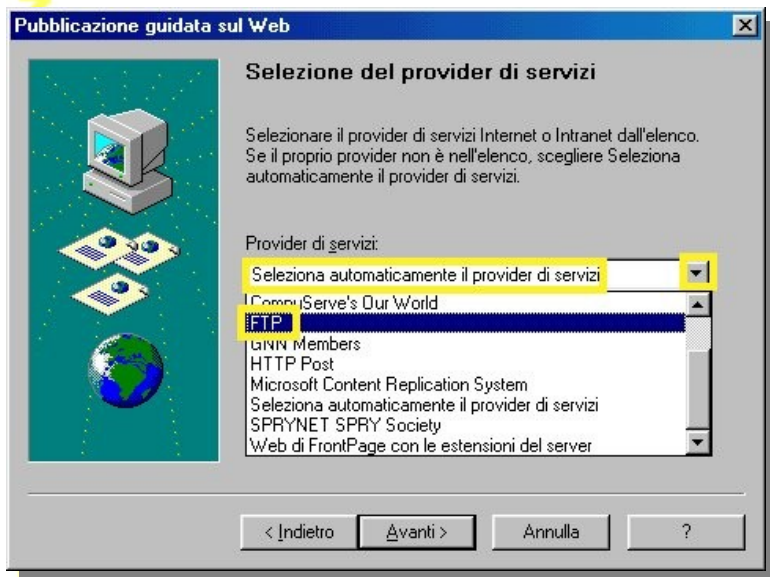 Pubblicazione guidata sul Web
Selezione del provider di servizi
Selezionare il provider di servizi Internet o Intranet dall'elenco.
Se il proprio provider non è nell'elenco, scegliere Seleziona
automaticamente il provider di servizi.
Provider di servizi:
Seleziona automaticamente il provider di servizi
CompuServe's Our World
FTP
GNN Members
HTTP Post
Microsoft Content Replication System
Seleziona automaticamente il provider di servizi
SPRYNET SPRY Society
Web di FrontPage con le estensioni del server
< Indietro
Avanti >
Annulla
?